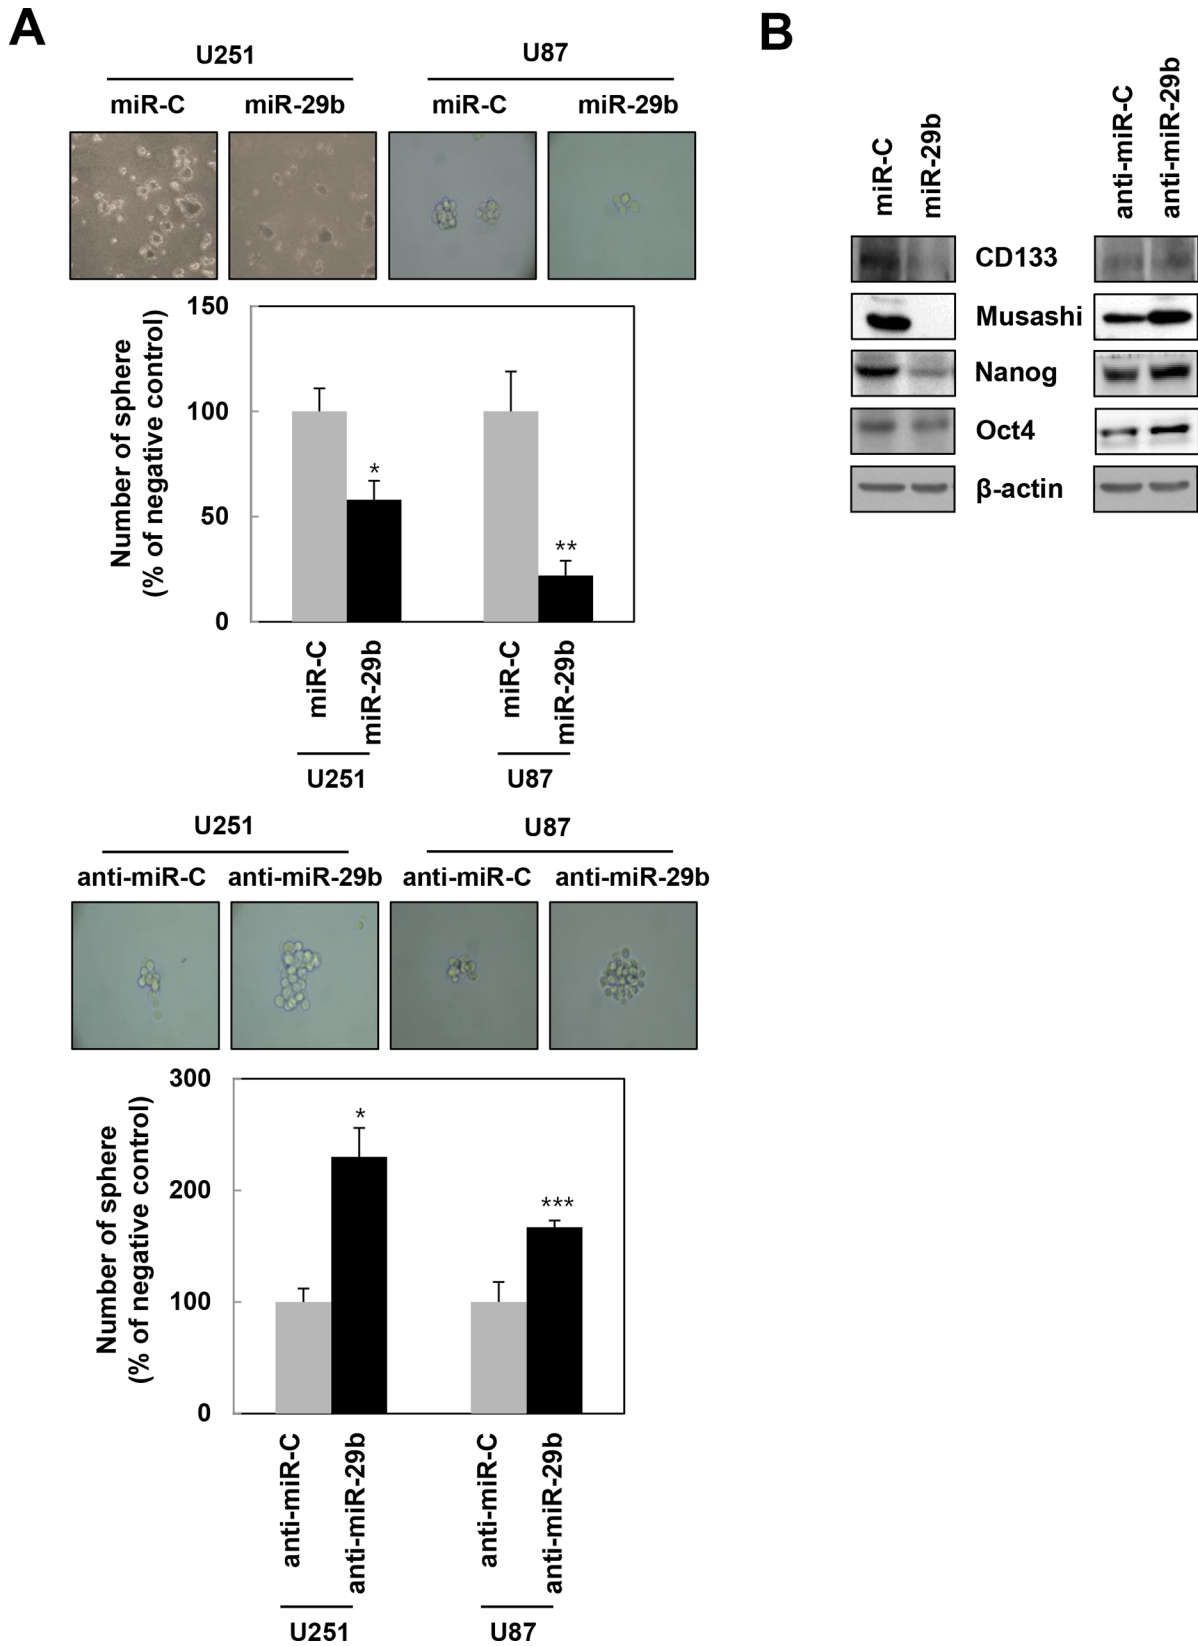 A
U251 U87
miR-C miR-29b miR-C miR-29b
Number of sphere
(% of negative control)
150
100
50
0
*
**
miR-C miR-29b miR-C miR-29b
U251 U87
U251 U87
anti-miR-C anti-miR-29b anti-miR-C anti-miR-29b
Number of sphere
(% of negative control)
300
200
100
0
*
***
anti-miR-C anti-miR-29b anti-miR-C anti-miR-29b
U251 U87
B
miR-C miR-29b anti-miR-C anti-miR-29b
CD133
Musashi
Nanog
Oct4
β-actin